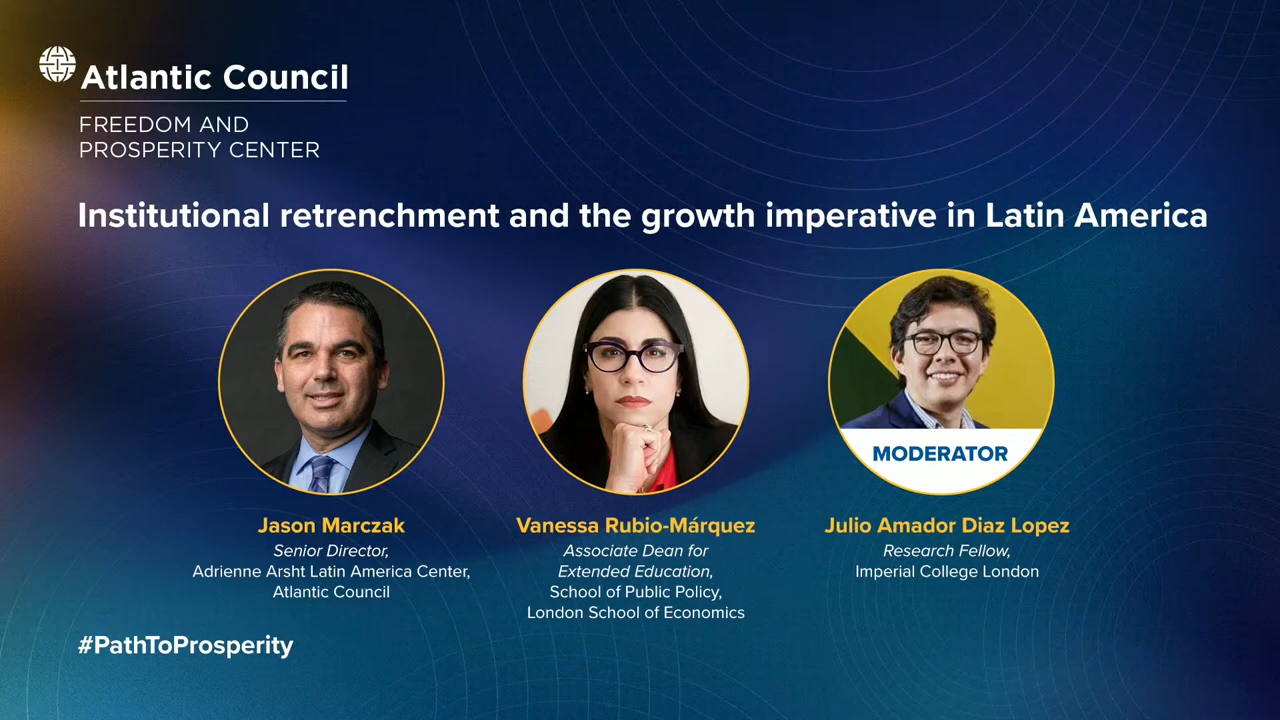 Atlantic Council
FREEDOM AND
PROSPERITY CENTER
Institutional retrenchment and the growth imperative in Latin America
MODERATOR
Jason Marczak
Senior Director,
Adrienne Arsht Latin America Center,
Atlantic Council
Vanessa Rubio-Márquez
Associate Dean for
Extended Education,
School of Public Policy,
London School of Economics
Julio Amador Diaz Lopez
Research Fellow,
Imperial College London
#PathToProsperity